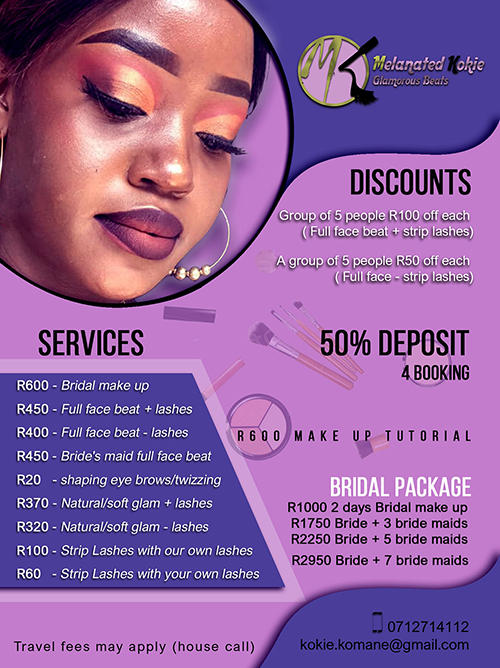 MK
Melanated Kokie
Glamorous Beats
DISCOUNTS
Group of 5 people R100 off each
( Full face beat + strip lashes)
A group of 5 people R50 off each
( Full face - strip lashes)
SERVICES
R600 - Bridal make up
R450 - Full face beat + lashes
R400 - Full face beat - lashes
R450 - Bride's maid full face beat
R20 - shaping eye brows/twizzing
R370 - Natural/soft glam + lashes
R320 - Natural/soft glam - lashes
R100 - Strip Lashes with our own lashes
R60 - Strip Lashes with your own lashes
50% DEPOSIT
4 BOOKING
R600 MAKE UP TUTORIAL
BRIDAL PACKAGE
R1000 2 days Bridal make up
R1750 Bride + 3 bride maids
R2250 Bride + 5 bride maids
R2950 Bride + 7 bride maids
0712714112
kokie.komane@gmail.com
Travel fees may apply (house call)